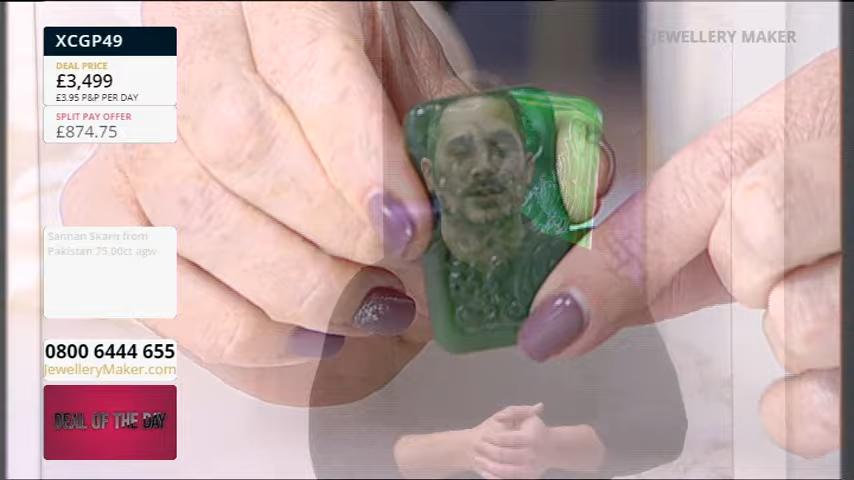 XCGP49
DEAL PRICE
£3,499
£3.95 P&P PER DAY
SPLIT PAY OFFER
£874.75
JEWELLERY MAKER
Sannan Skarn from
Pakistan 75.00ct agw
0800 6444 655
JewelleryMaker.com
DEAL OF THE DAY